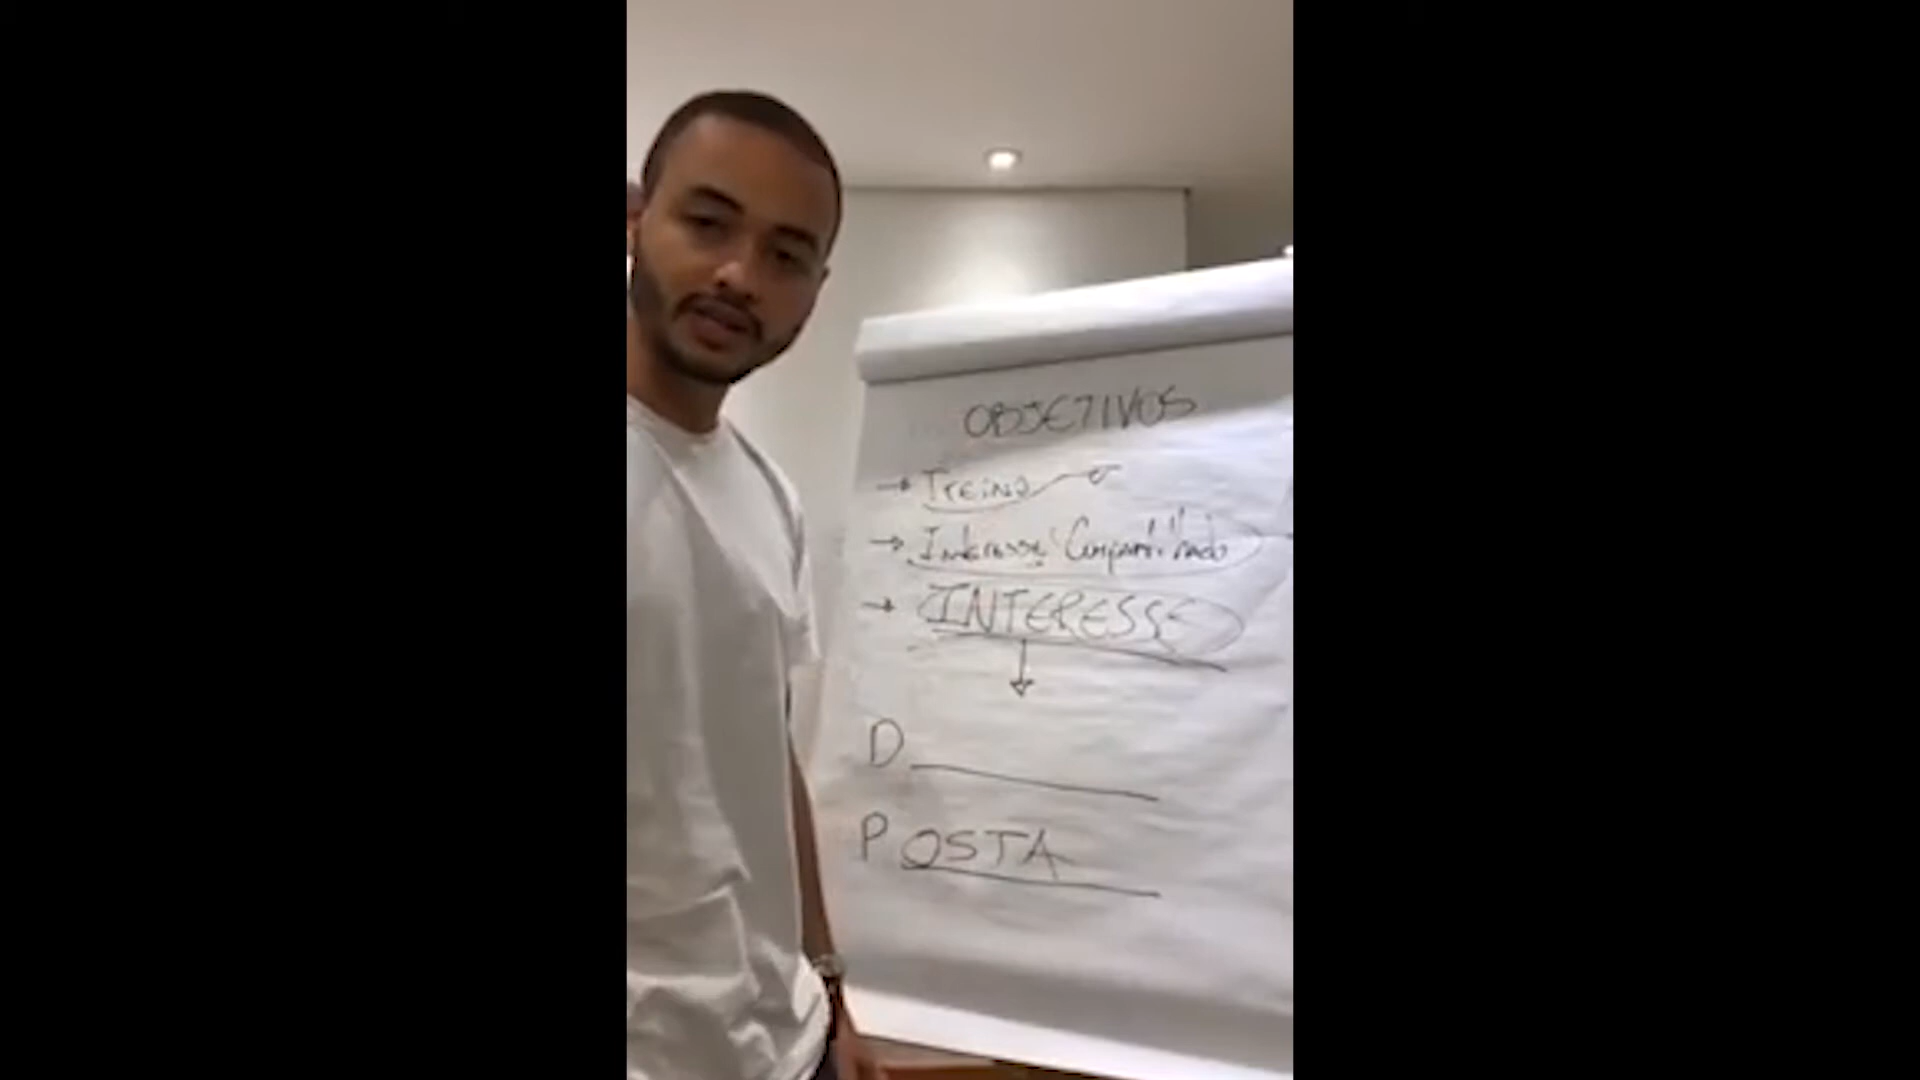 OBJETIVOS
→ Treino
→ Interesse Compartilhado
→ INTERESSE
D
POSTA